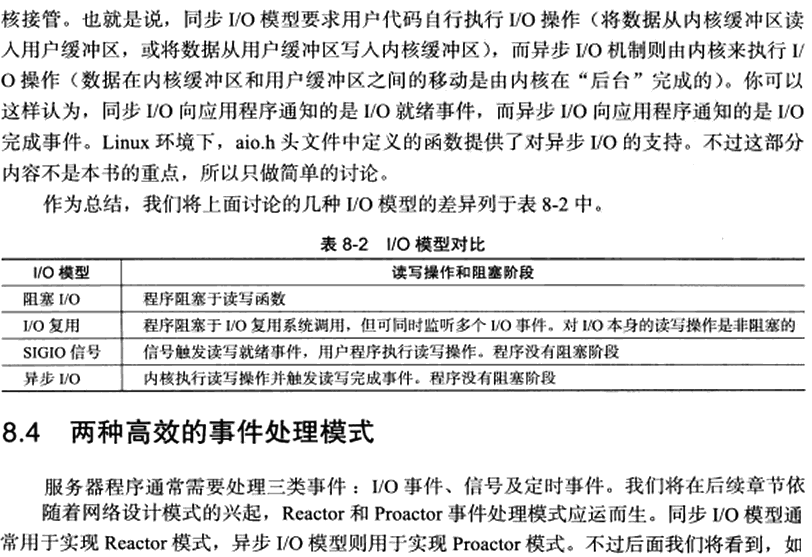 核接管。也就是说，同步 I/O 模型要求用户代码自行执行 I/O 操作（将数据从内核缓冲区读
入用户缓冲区，或将数据从用户缓冲区写入内核缓冲区），而异步 I/O 机制则由内核来执行 I/
O 操作（数据在内核缓冲区和用户缓冲区之间的移动是由内核在“后台”完成的）。你可以
这样认为，同步 I/O 向应用程序通知的是 I/O 就绪事件，而异步 I/O 向应用程序通知的是 I/O
完成事件。Linux 环境下，aio.h 头文件中定义的函数提供了对异步 I/O 的支持。不过这部分
内容不是本书的重点，所以只做简单的讨论。
作为总结，我们将上面讨论的几种 I/O 模型的差异列于表 8-2 中。
表 8-2 I/O 模型对比
I/O 模型 读写操作和阻塞阶段
阻塞 I/O 程序阻塞于读写函数
I/O 复用 程序阻塞于 I/O 复用系统调用，但可同时监听多个 I/O 事件。对 I/O 本身的读写操作是非阻塞的
SIGIO 信号 信号触发读写就绪事件，用户程序执行读写操作。程序没有阻塞阶段
异步 I/O 内核执行读写操作并触发读写完成事件。程序没有阻塞阶段
8.4 两种高效的事件处理模式
服务器程序通常需要处理三类事件：I/O 事件、信号及定时事件。我们将在后续章节依
随着网络设计模式的兴起，Reactor 和 Proactor 事件处理模式应运而生。同步 I/O 模型通
常用于实现 Reactor 模式，异步 I/O 模型则用于实现 Proactor 模式。不过后面我们将看到，如